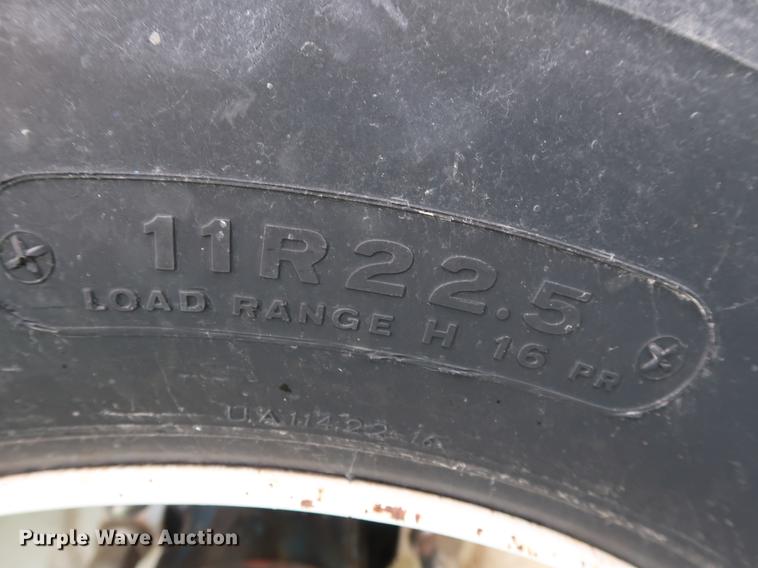 11R22.5
LOAD RANGE H 16 PR
Purple Wave Auction